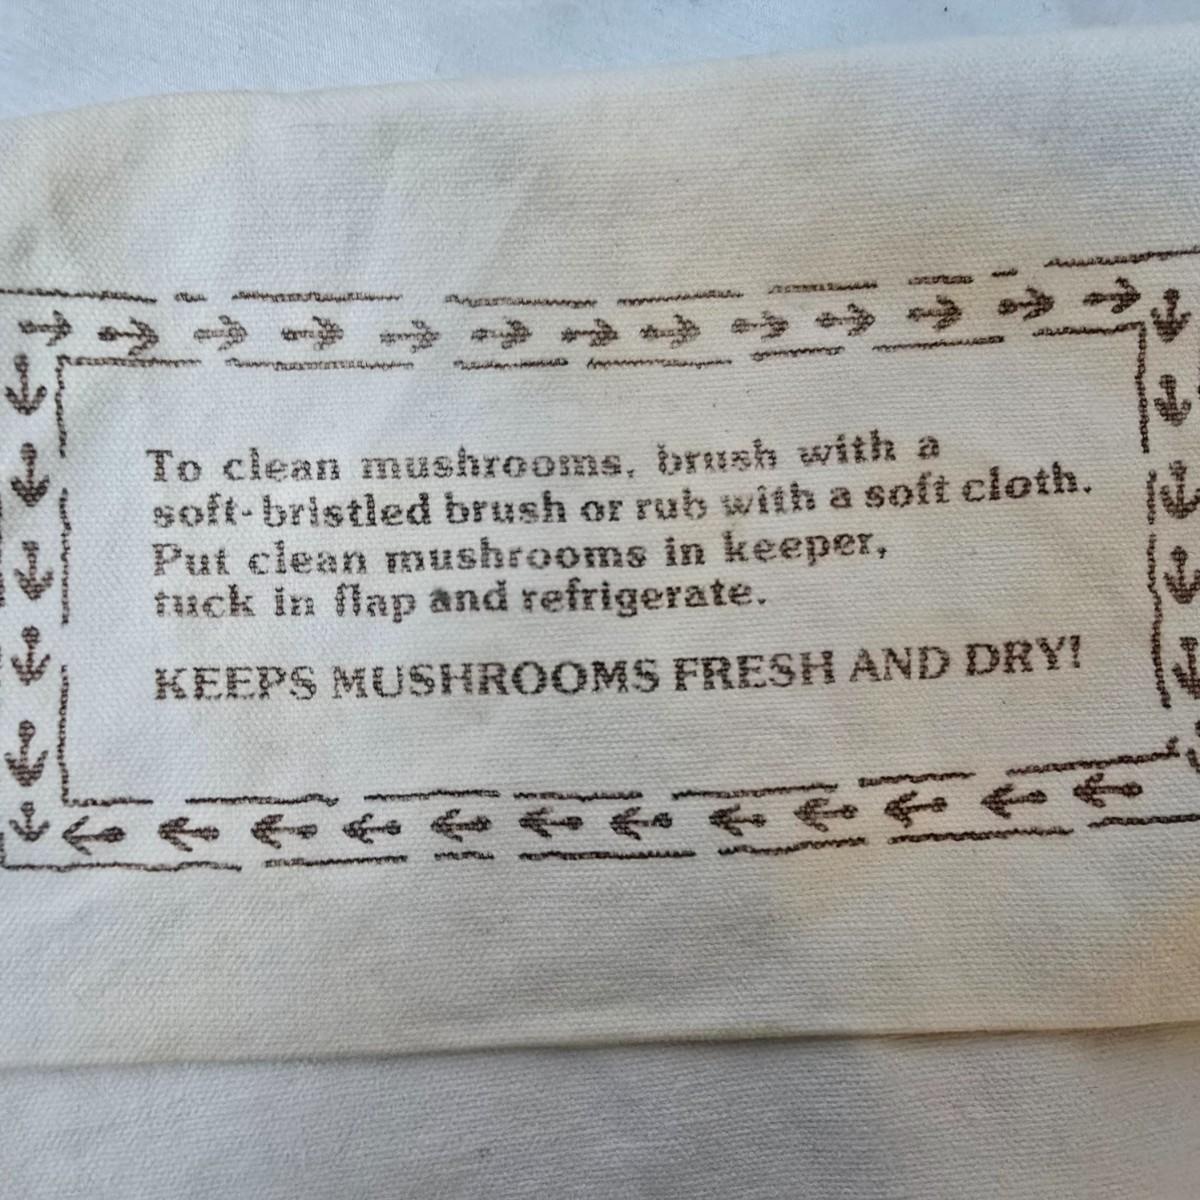 To clean mushrooms, brush with a
soft-bristled brush or rub with a soft cloth.
Put clean mushrooms in keeper,
tuck in flap and refrigerate.
KEEPS MUSHROOMS FRESH AND DRY!